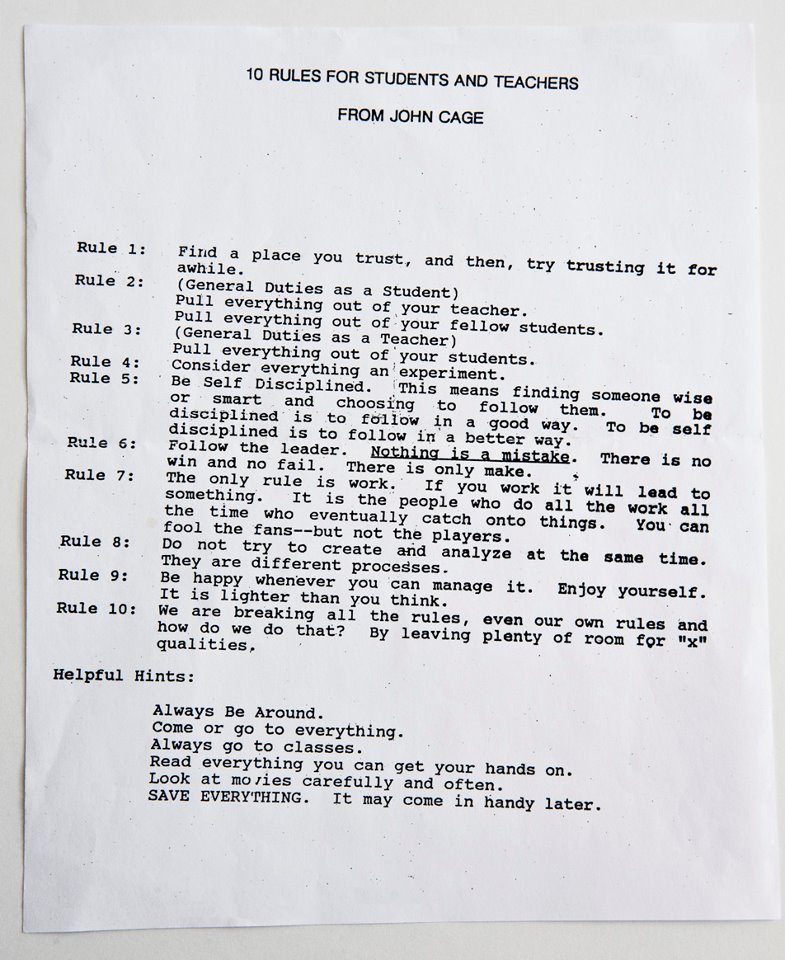 10 RULES FOR STUDENTS AND TEACHERS
FROM JOHN CAGE
Rule 1: Find a place you trust, and then, try trusting it for
awhile.
Rule 2: (General Duties as a Student)
Pull everything out of your teacher.
Pull everything out of your fellow students.
Rule 3: (General Duties as a Teacher)
Pull everything out of your students.
Rule 4: Consider everything an experiment.
Rule 5: Be Self Disciplined. This means finding someone wise
or smart and choosing to follow them. To be
disciplined is to follow in a good way. To be self
disciplined is to follow in a better way.
Rule 6: Follow the leader. Nothing is a mistake. There is no
win and no fail. There is only make.
Rule 7: The only rule is work. If you work it will lead to
something. It is the people who do all the work all
the time who eventually catch onto things. You can
fool the fans--but not the players.
Rule 8: Do not try to create and analyze at the same time.
They are different processes.
Rule 9: Be happy whenever you can manage it. Enjoy yourself.
It is lighter than you think.
Rule 10: We are breaking all the rules, even our own rules and
how do we do that? By leaving plenty of room for "x"
qualities.
Helpful Hints:
Always Be Around.
Come or go to everything.
Always go to classes.
Read everything you can get your hands on.
Look at movies carefully and often.
SAVE EVERYTHING. It may come in handy later.